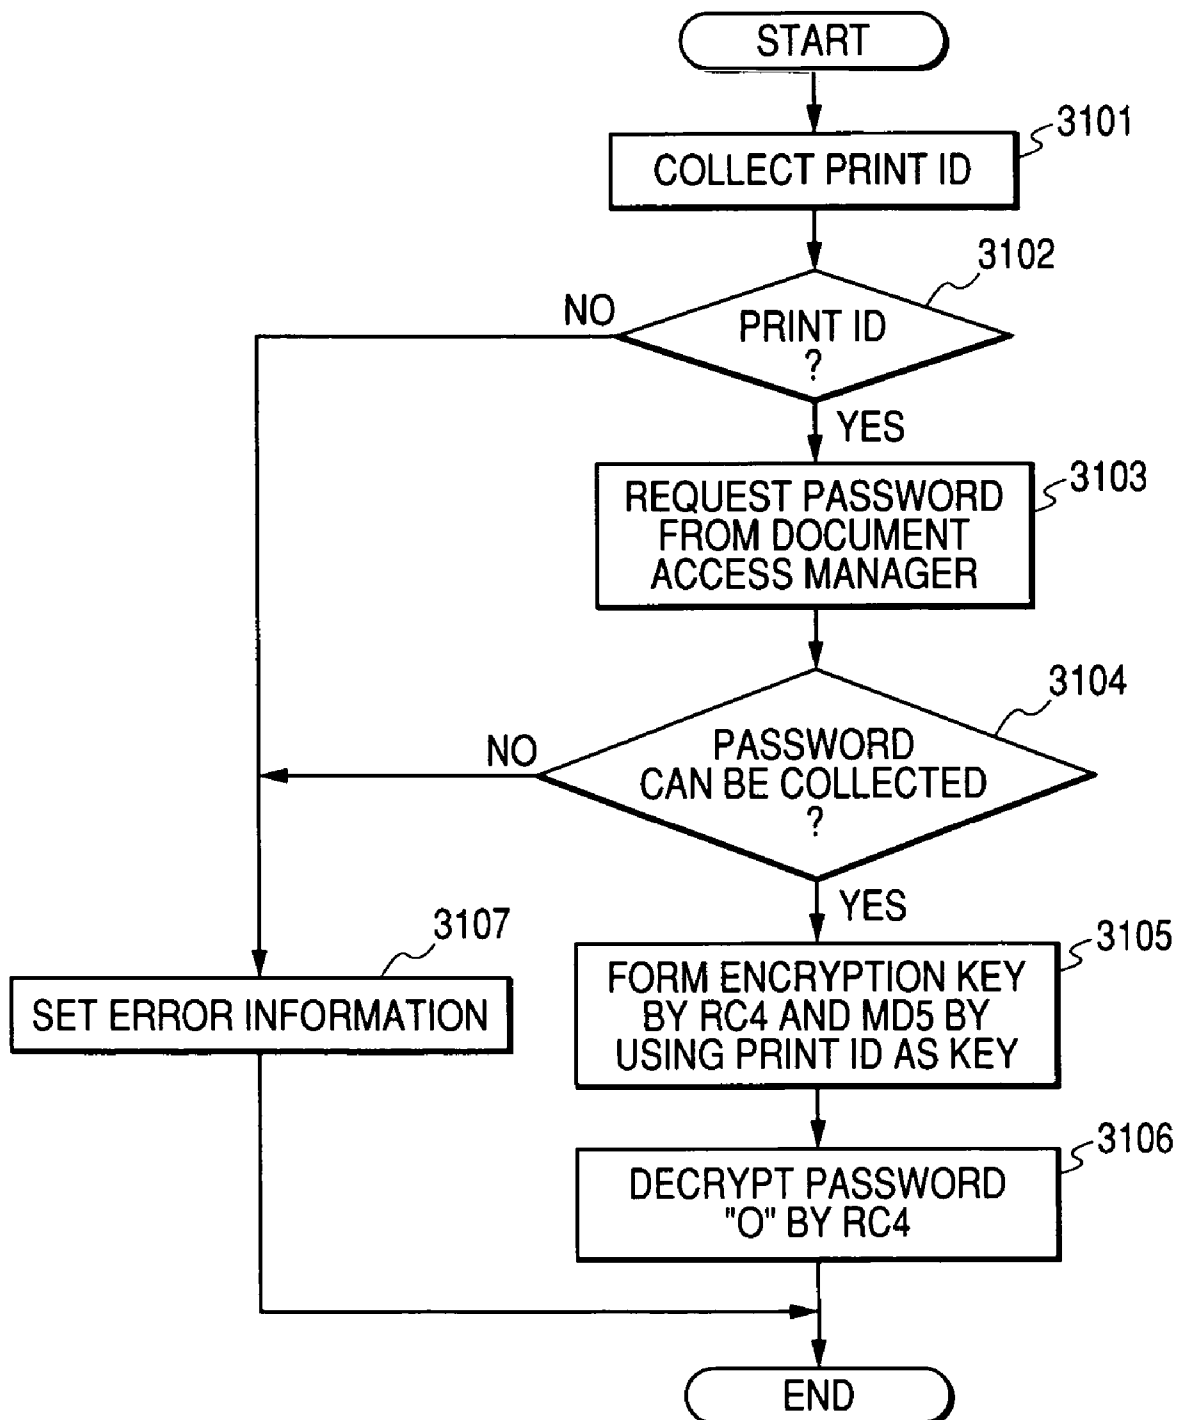 START
3101
COLLECT PRINT ID
3102
NO
PRINT ID
?
YES
3103
REQUEST PASSWORD
FROM DOCUMENT
ACCESS MANAGER
3104
NO
PASSWORD
CAN BE COLLECTED
?
YES
3107
SET ERROR INFORMATION
3105
FORM ENCRYPTION KEY
BY RC4 AND MD5 BY
USING PRINT ID AS KEY
3106
DECRYPT PASSWORD
"O" BY RC4
END